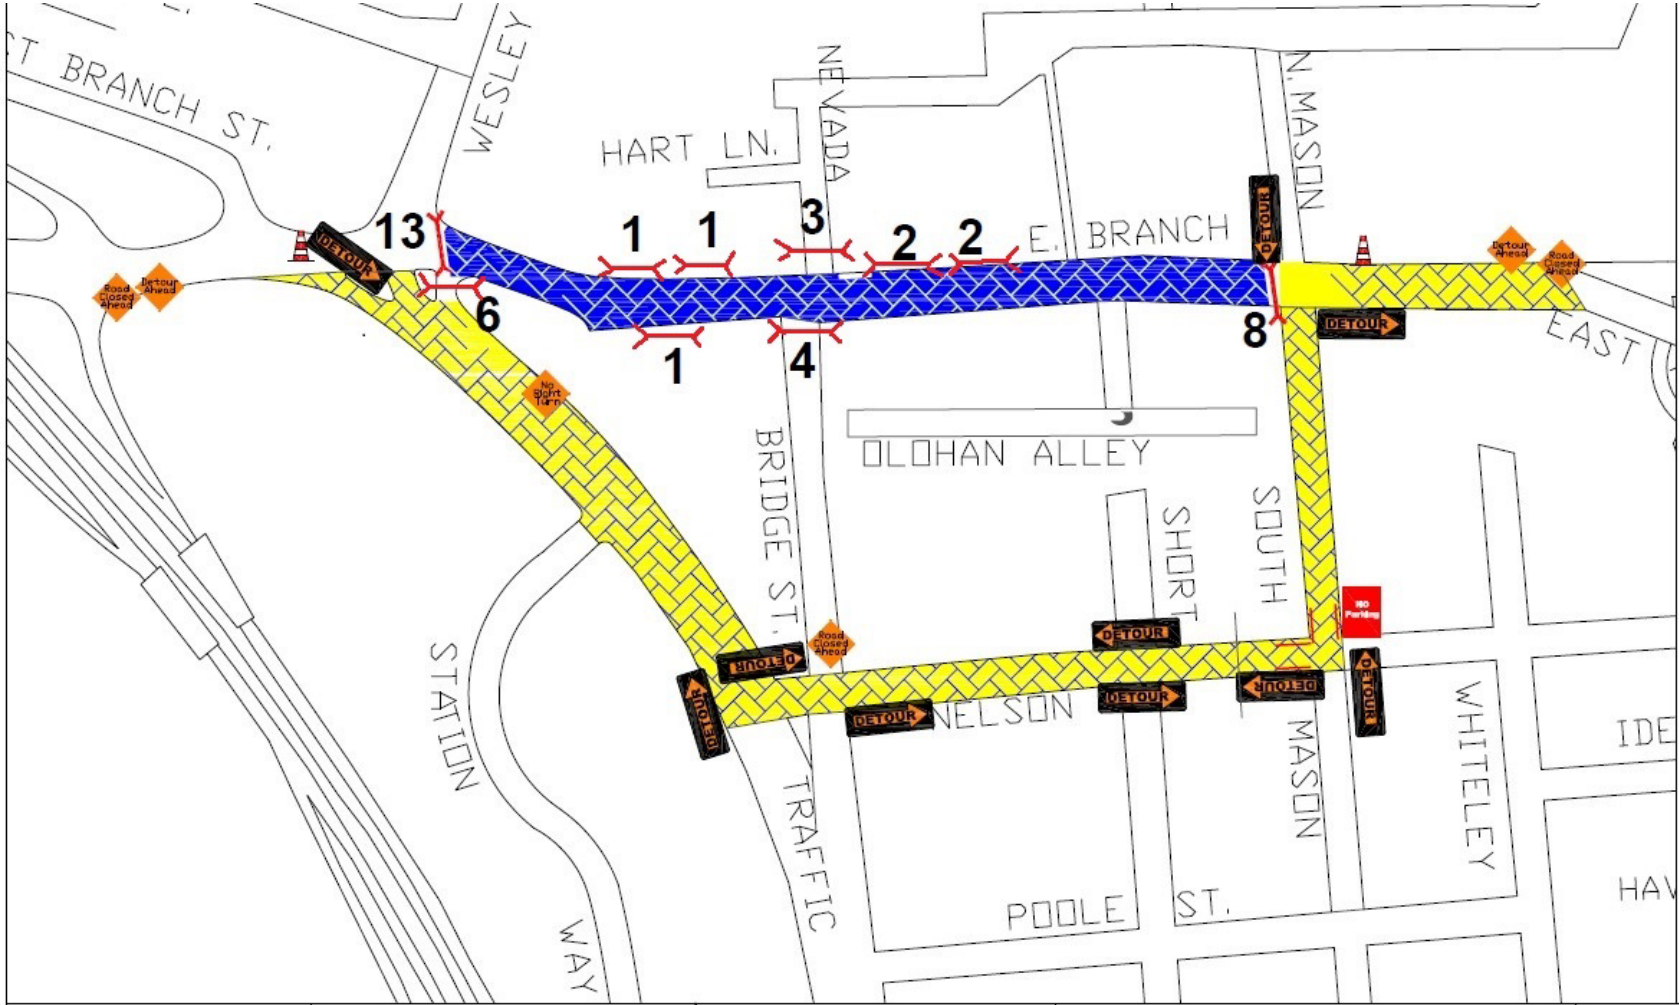 ST BRANCH ST.
WESLEY
NEVADA
HART LN.
N. MASON
E. BRANCH
EAST
13
6
1
1
3
2
2
1
4
8
DETOUR
DETOUR
Road
Closed
Ahead
Detour
Ahead
Detour
Ahead
Road
Closed
Ahead
DETOUR
No
Right
Turn
OLOHAN ALLEY
BRIDGE ST.
SHORT
SOUTH
STATION
NO
Parking
Road
Closed
Ahead
DETOUR
DETOUR
DETOUR
DETOUR
DETOUR
DETOUR
DETOUR
NELSON
MASON
WHITELEY
IDE
TRAFFIC
POOLE ST.
HAV
WAY